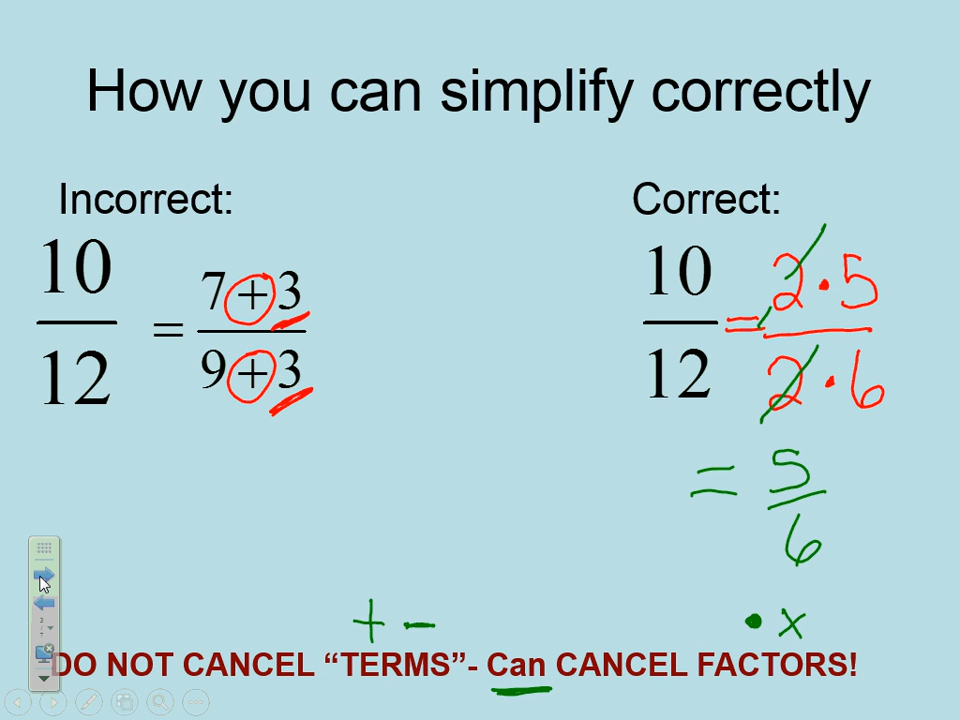 How you can simplify correctly
Incorrect:
10/12 = 7+3/9+3
Correct:
10/12 = 2•5/2•6
= 5/6
+ −
• x
DO NOT CANCEL “TERMS”- Can CANCEL FACTORS!